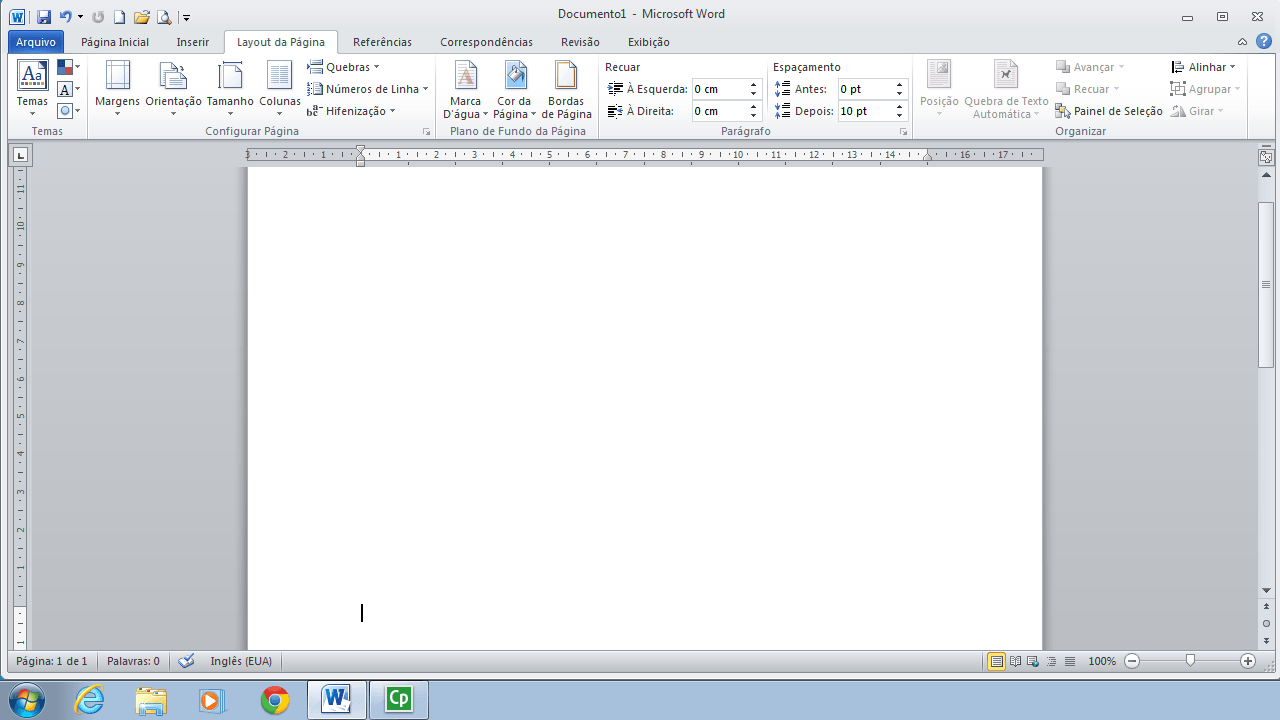 Documento1 - Microsoft Word
Arquivo Página Inicial Inserir Layout da Página Referências Correspondências Revisão Exibição
Temas
Temas
Margens Orientação Tamanho Colunas
Quebras
Números de Linha
Hifenização
Configurar Página
Marca D'água
Cor da Página
Bordas de Página
Plano de Fundo da Página
Recuar
À Esquerda: 0 cm
À Direita: 0 cm
Espaçamento
Antes: 0 pt
Depois: 10 pt
Parágrafo
Posição
Quebra de Texto Automática
Avançar
Recuar
Painel de Seleção
Alinhar
Agrupar
Girar
Organizar
3 2 1 1 2 3 4 5 6 7 8 9 10 11 12 13 14 16 17
11
10
9
8
7
6
5
4
3
2
1
1
Página: 1 de 1 Palavras: 0 Inglês (EUA) 100%
W Cp